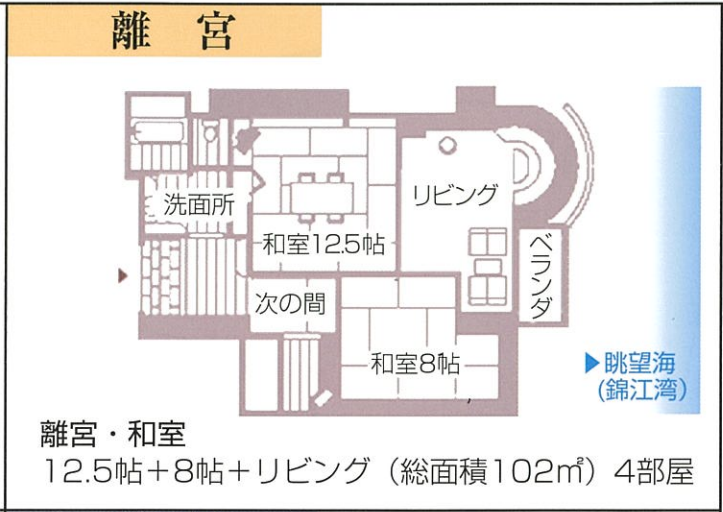 離宮
洗面所
リビング
和室12.5帖
ベランダ
次の間
和室8帖
▶眺望海
(錦江湾)
離宮・和室
12.5帖+8帖+リビング（総面積102㎡）4部屋